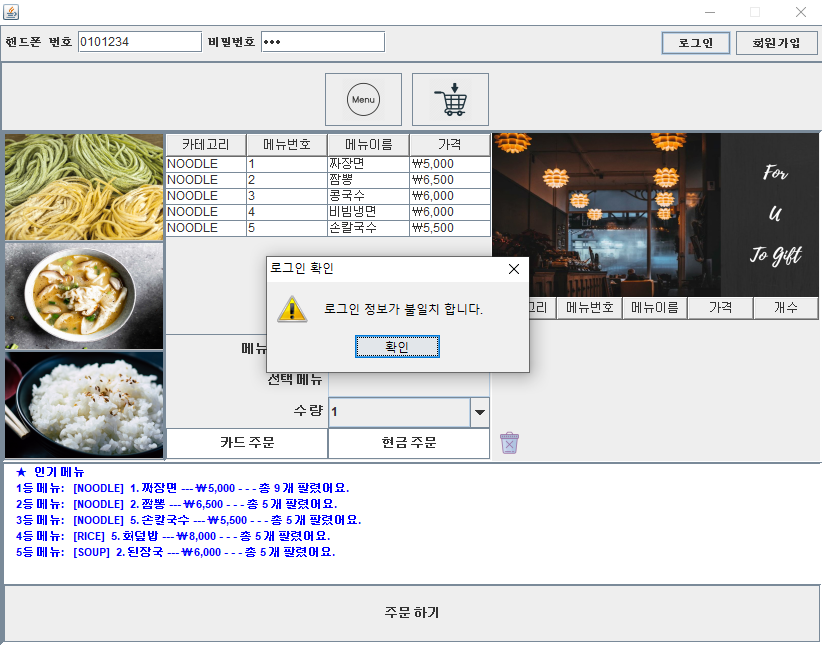 핸드폰 번호 0101234 비밀번호 ••• 로그인 회원가입
Menu
카테고리 메뉴번호 메뉴이름 가격
NOODLE 1 짜장면 ₩5,000
NOODLE 2 짬뽕 ₩6,500
NOODLE 3 콩국수 ₩6,000
NOODLE 4 비빔냉면 ₩6,000
NOODLE 5 손칼국수 ₩5,500
For
U
To Gift
로그인 확인
로그인 정보가 불일치 합니다.
확인
리 메뉴번호 메뉴이름 가격 개수
메뉴
선택 메뉴
수량 1
카드 주문 현금 주문
★ 인기 메뉴
1등 메뉴: [NOODLE] 1. 짜장면 --- ₩5,000 - - - 총 9 개 팔렸어요.
2등 메뉴: [NOODLE] 2. 짬뽕 --- ₩6,500 - - - 총 5 개 팔렸어요.
3등 메뉴: [NOODLE] 5. 손칼국수 --- ₩5,500 - - - 총 5 개 팔렸어요.
4등 메뉴: [RICE] 5. 회덮밥 --- ₩8,000 - - - 총 5 개 팔렸어요.
5등 메뉴: [SOUP] 2. 된장국 --- ₩6,000 - - - 총 5 개 팔렸어요.
주문 하기